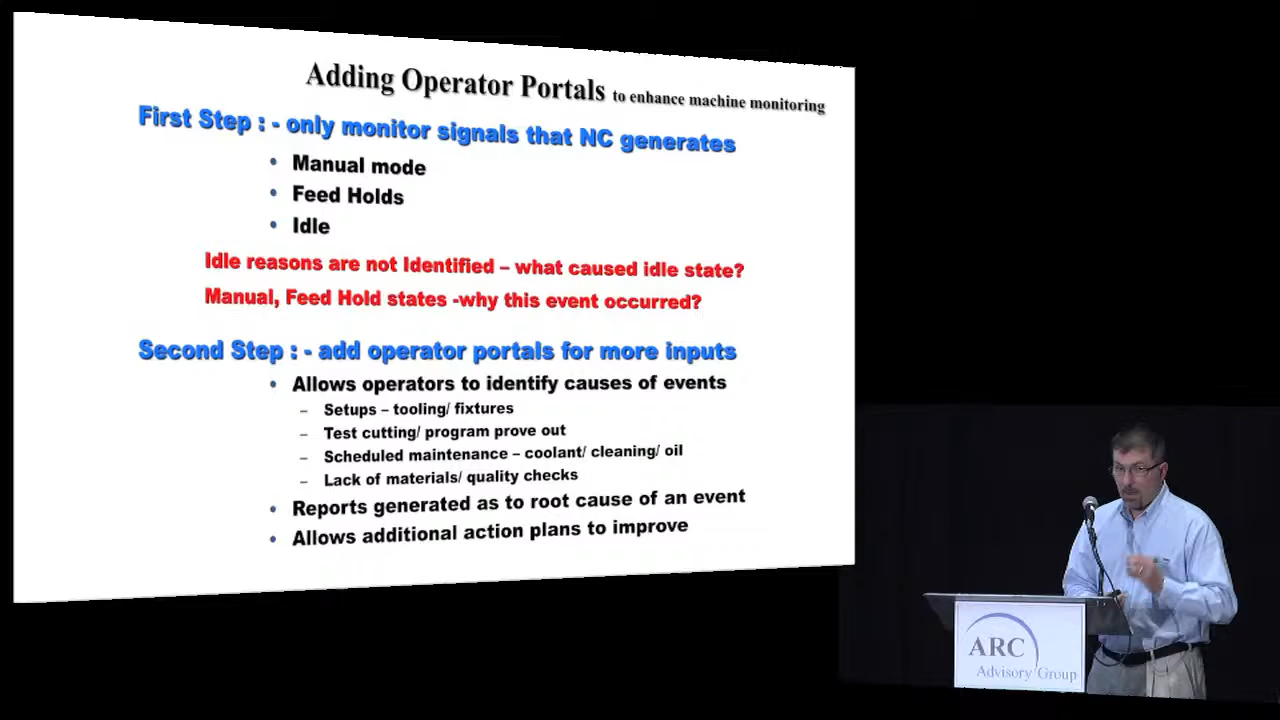 Adding Operator Portals to enhance machine monitoring
First Step : - only monitor signals that NC generates
• Manual mode
• Feed Holds
• Idle
Idle reasons are not Identified – what caused idle state?
Manual, Feed Hold states -why this event occurred?
Second Step : - add operator portals for more inputs
• Allows operators to identify causes of events
– Setups – tooling/ fixtures
– Test cutting/ program prove out
– Scheduled maintenance – coolant/ cleaning/ oil
– Lack of materials/ quality checks
• Reports generated as to root cause of an event
• Allows additional action plans to improve
ARC
Advisory Group